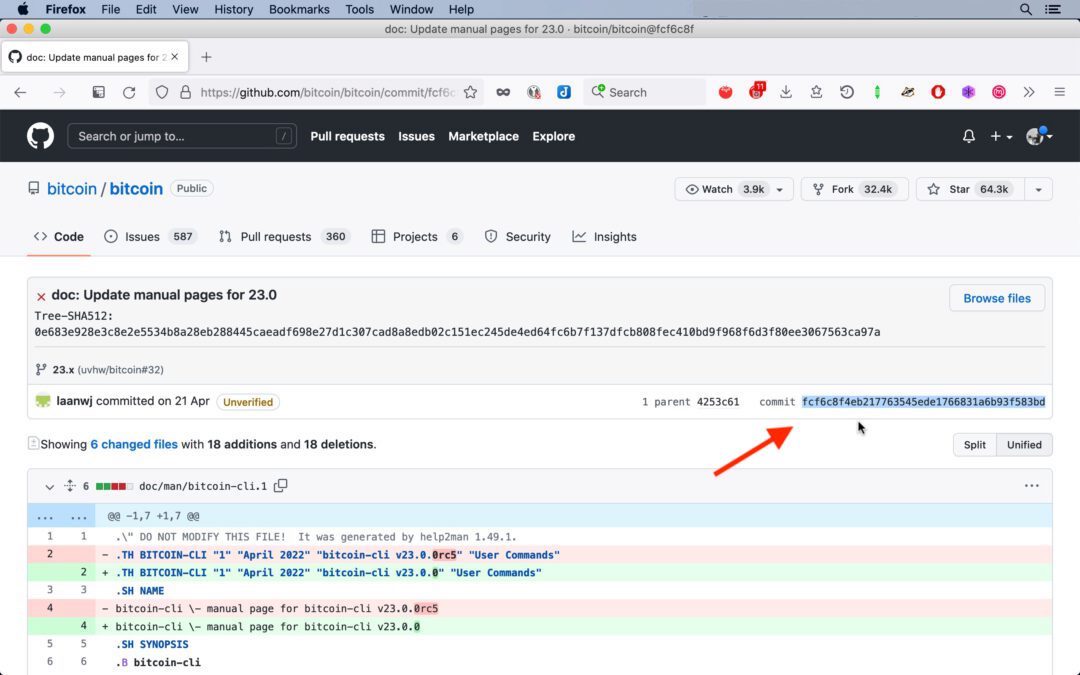 Firefox File Edit View History Bookmarks Tools Window Help
doc: Update manual pages for 23.0 · bitcoin/bitcoin@fcf6c8f
doc: Update manual pages for 2
https://github.com/bitcoin/bitcoin/commit/fcf6c Search 11
Search or jump to... / Pull requests Issues Marketplace Explore
bitcoin / bitcoin Public Watch 3.9k Fork 32.4k Star 64.3k
Code Issues 587 Pull requests 360 Projects 6 Security Insights
doc: Update manual pages for 23.0 Browse files
Tree-SHA512:
0e683e928e3c8e2e5534b8a28eb288445caeadf698e27d1c307cad8a8edb02c151ec245de4ed64fc6b7f137dfcb808fec410bd9f968f6d3f80ee3067563ca97a
23.x (uvhw/bitcoin#32)
laanwj committed on 21 Apr Unverified 1 parent 4253c61 commit fcf6c8f4eb217763545ede1766831a6b93f583bd
Showing 6 changed files with 18 additions and 18 deletions. Split Unified
6 doc/man/bitcoin-cli.1 ...
... ... @@ -1,7 +1,7 @@
1 1 .\" DO NOT MODIFY THIS FILE! It was generated by help2man 1.49.1.
2 - .TH BITCOIN-CLI "1" "April 2022" "bitcoin-cli v23.0.0rc5" "User Commands"
2 + .TH BITCOIN-CLI "1" "April 2022" "bitcoin-cli v23.0.0" "User Commands"
3 3 .SH NAME
4 - bitcoin-cli \- manual page for bitcoin-cli v23.0.0rc5
4 + bitcoin-cli \- manual page for bitcoin-cli v23.0.0
5 5 .SH SYNOPSIS
6 6 .B bitcoin-cli